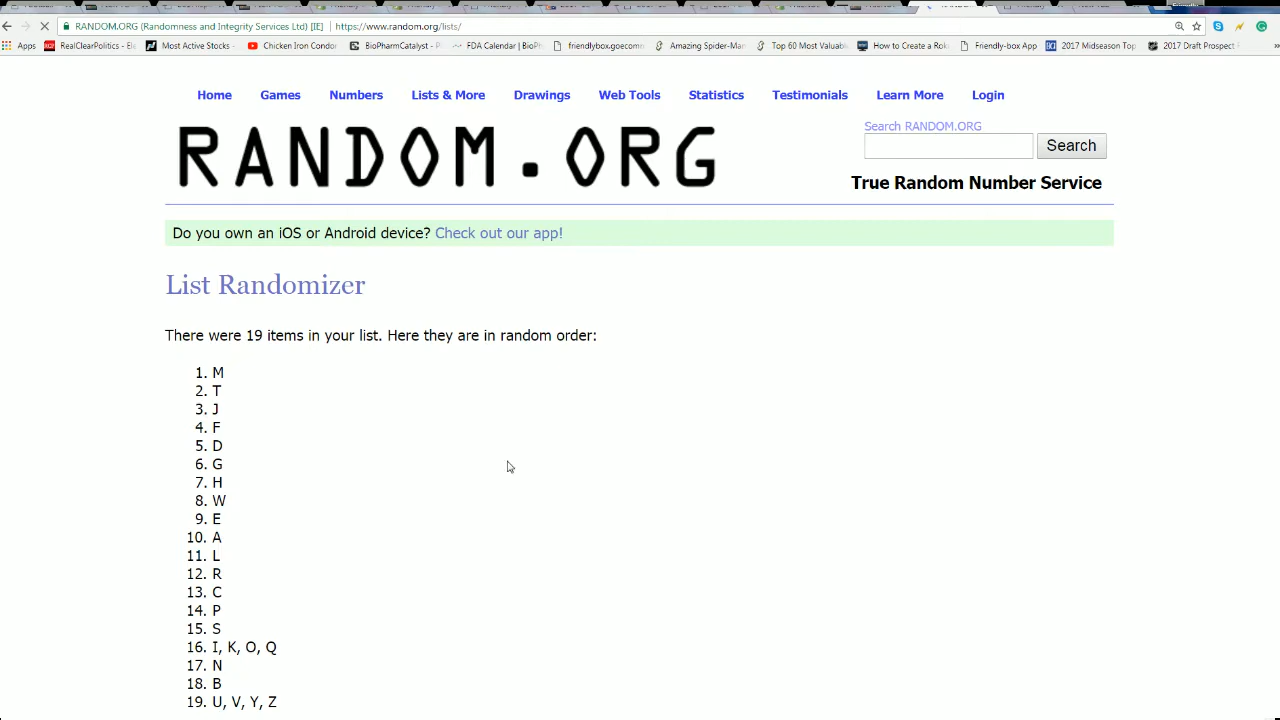 RANDOM.ORG (Randomness and Integrity Services Ltd) [IE] https://www.random.org/lists/
Apps RealClearPolitics - Ele Most Active Stocks - Chicken Iron Condor BioPharmCatalyst - P FDA Calendar | BioPh friendlybox.goecomm Amazing order-Mar Top 60 Most Valuab How to Create a Rok Friendly-box App 2017 Midseason Top 2017 Draft Prospect
Home Games Numbers Lists & More Drawings Web Tools Statistics Testimonials Learn More Login
RANDOM.ORG
Search RANDOM.ORG
Search
True Random Number Service
Do you own an iOS or Android device? Check out our app!
List Randomizer
There were 19 items in your list. Here they are in random order:
1. M
2. T
3. J
4. F
5. D
6. G
7. H
8. W
9. E
10. A
11. L
12. R
13. C
14. P
15. S
16. I, K, O, Q
17. N
18. B
19. U, V, Y, Z